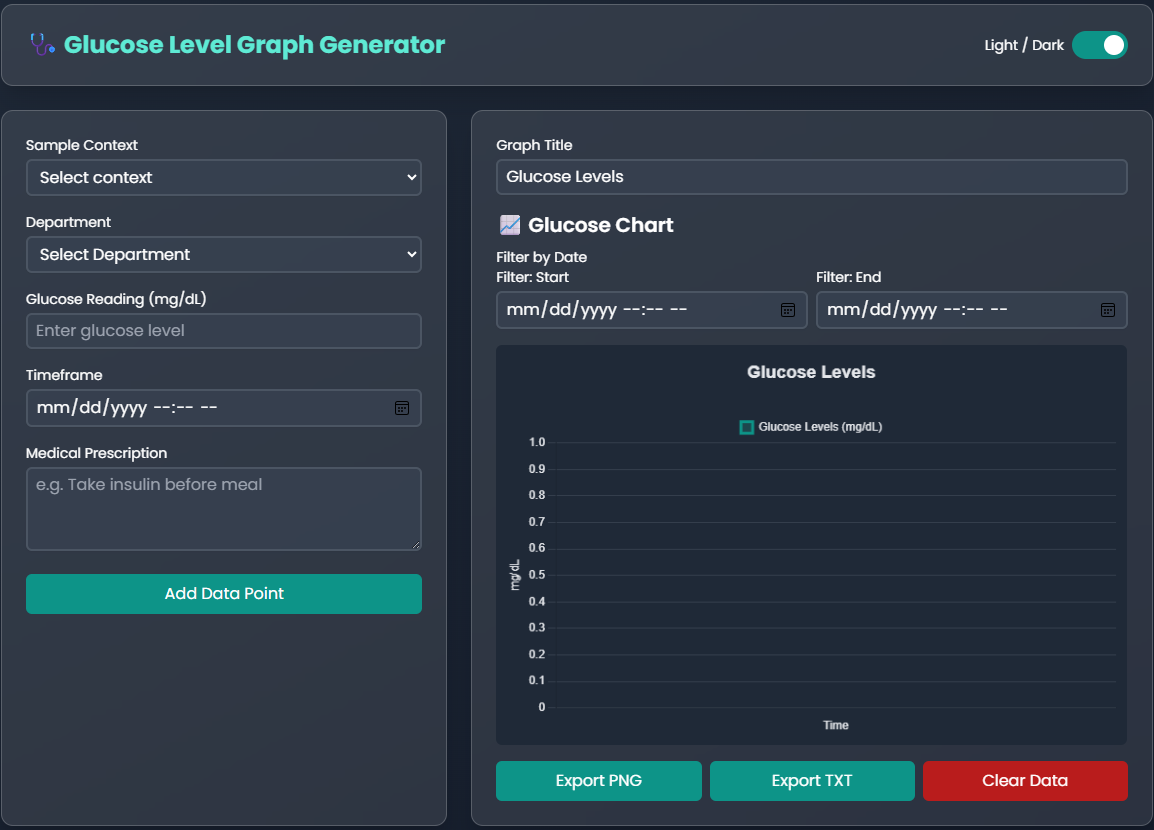 Glucose Level Graph Generator
Light / Dark
Sample Context
Select context
Department
Select Department
Glucose Reading (mg/dL)
Enter glucose level
Timeframe
mm/dd/yyyy --:-- --
Medical Prescription
e.g. Take insulin before meal
Add Data Point
Graph Title
Glucose Levels
Glucose Chart
Filter by Date
Filter: Start
Filter: End
mm/dd/yyyy --:-- --
mm/dd/yyyy --:-- --
Glucose Levels
Glucose Levels (mg/dL)
1.0
0.9
0.8
0.7
0.6
0.5
0.4
0.3
0.2
0.1
0
mg/dL
Time
Export PNG
Export TXT
Clear Data